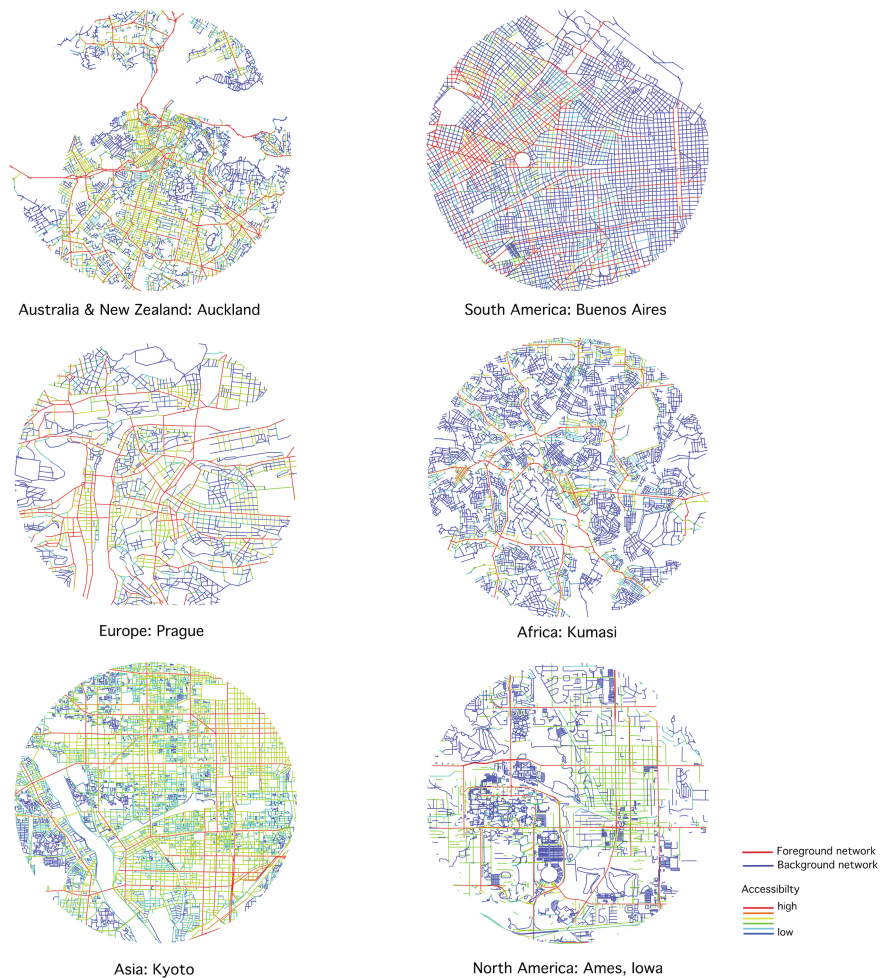 Australia & New Zealand: Auckland
South America: Buenos Aires
Europe: Prague
Africa: Kumasi
Asia: Kyoto
North America: Ames, Iowa
Foreground network
Background network
Accessibilty
high
low